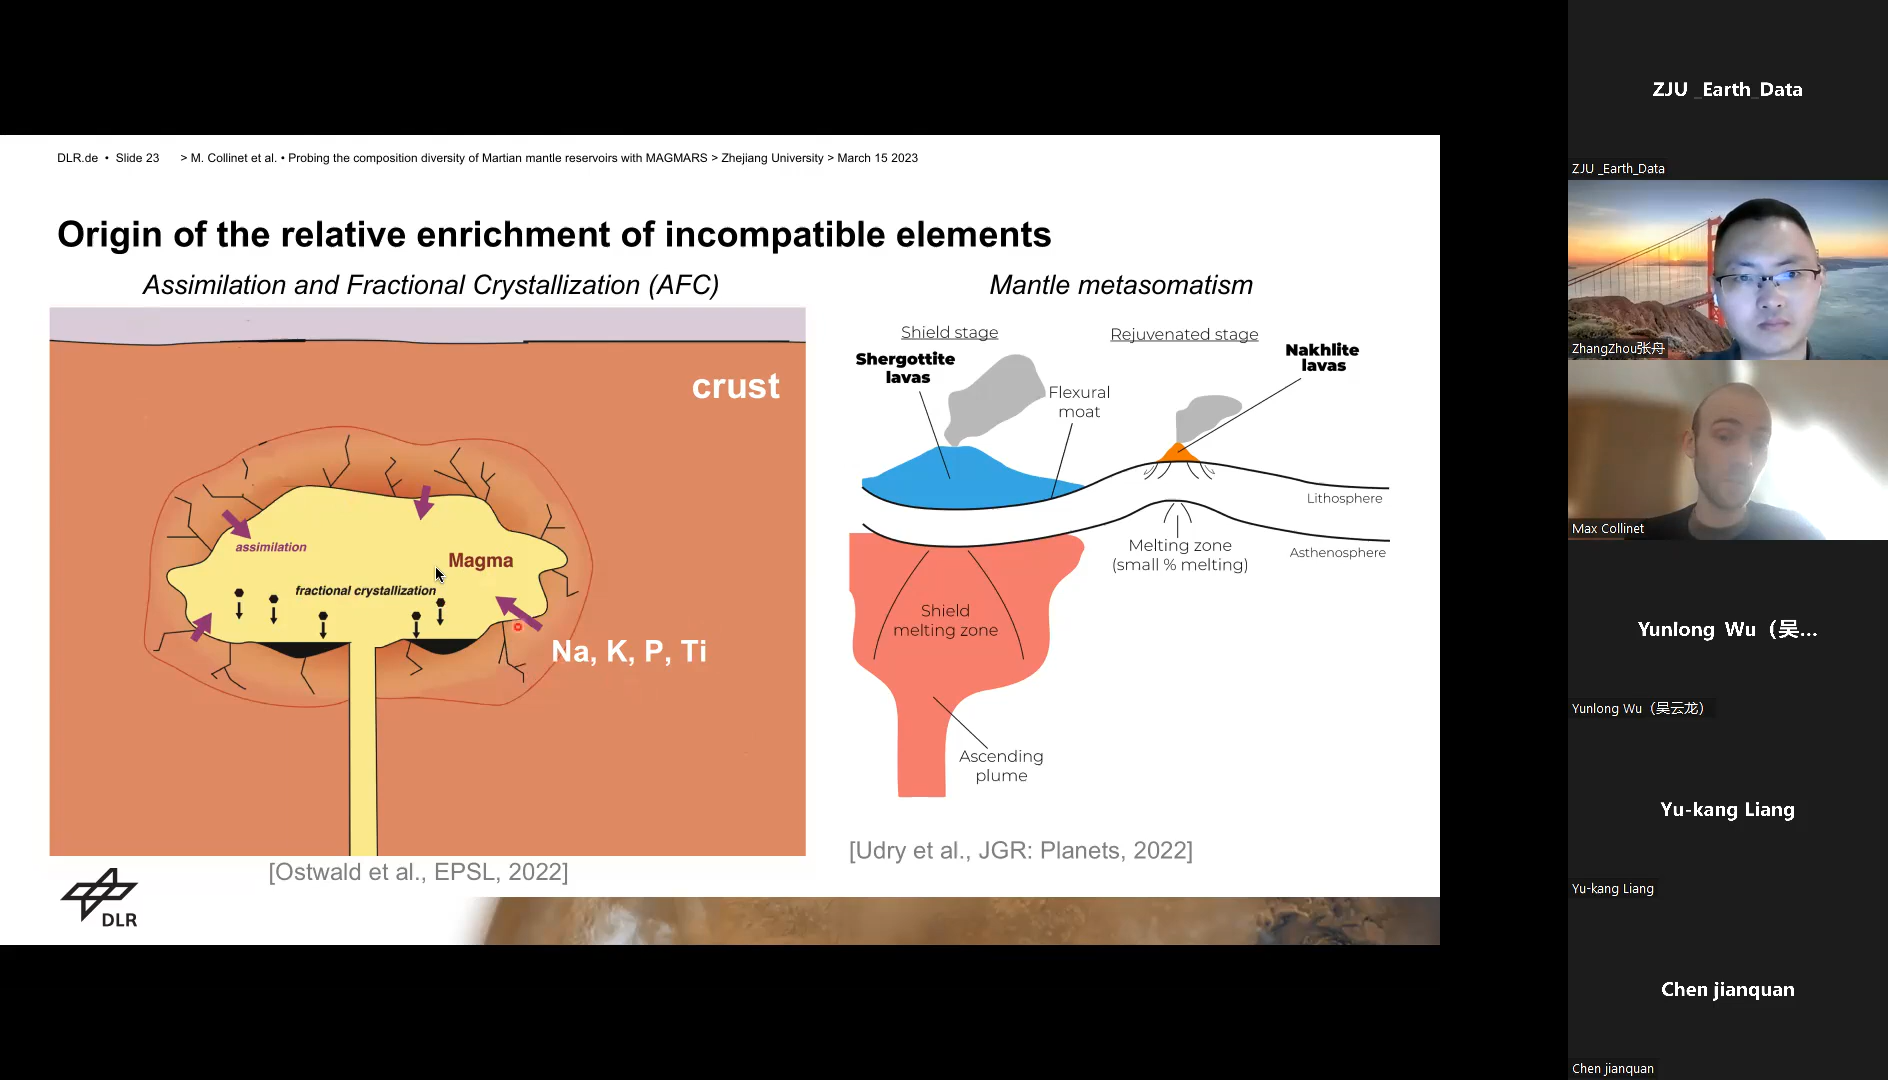 DLR.de • Slide 23 > M. Collinet et al. • Probing the composition diversity of Martian mantle reservoirs with MAGMARS > Zhejiang University > March 15 2023
Origin of the relative enrichment of incompatible elements
Assimilation and Fractional Crystallization (AFC)
crust
assimilation
Magma
fractional crystallization
Na, K, P, Ti
[Ostwald et al., EPSL, 2022]
DLR
Mantle metasomatism
Shield stage
Rejuvenated stage
Shergottite
lavas
Nakhlite
lavas
Flexural
moat
Lithosphere
Melting zone
(small % melting)
Asthenosphere
Shield
melting zone
Ascending
plume
[Udry et al., JGR: Planets, 2022]
ZJU _Earth_Data
ZJU _Earth_Data
ZhangZhou张舟
Max Collinet
Yunlong Wu（吴...
Yunlong Wu（吴云龙）
Yu-kang Liang
Yu-kang Liang
Chen jianquan
Chen jianquan